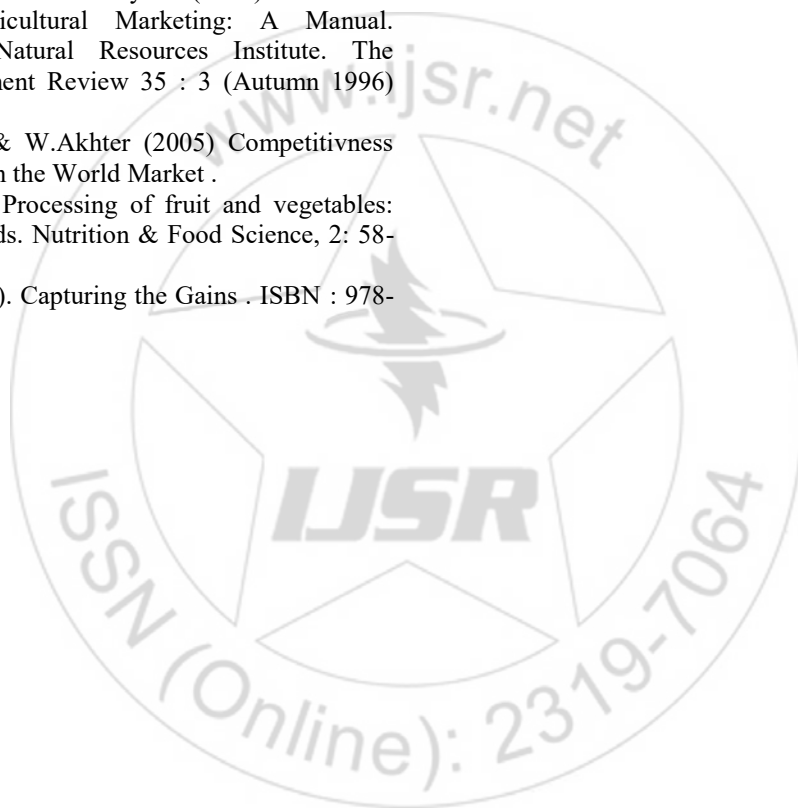 icultural Marketing: A Manual.
Natural Resources Institute. The
ent Review 35 : 3 (Autumn 1996)
& W.Akhter (2005) Competitivness
n the World Market .
Processing of fruit and vegetables:
ds. Nutrition & Food Science, 2: 58-
). Capturing the Gains . ISBN : 978-
www.ijsr.net
IJSR
ISSN (Online): 2319-7064